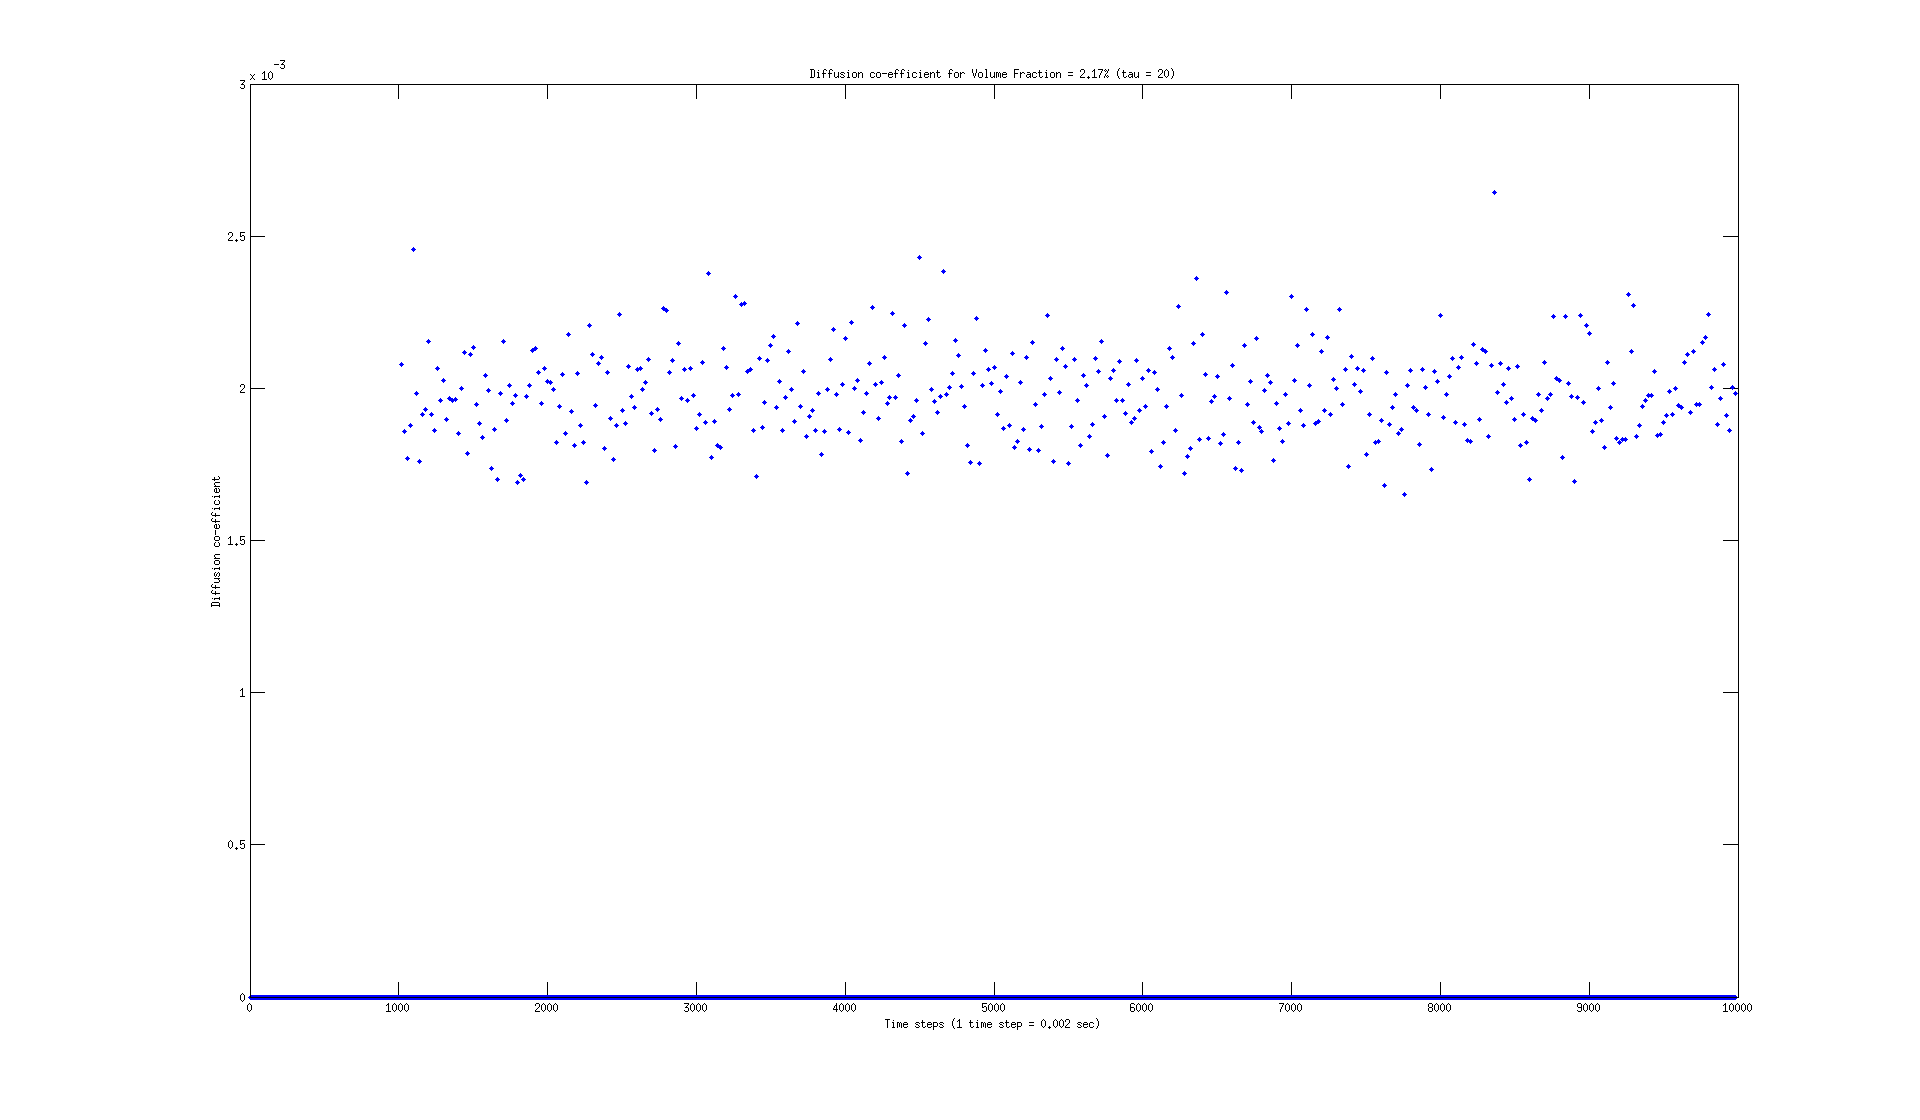 Diffusion co-efficient for Volume Fraction = 2.17% (tau = 20)
x 10^-3
3
2.5
2
1.5
1
0.5
0
Diffusion co-efficient
0 1000 2000 3000 4000 5000 6000 7000 8000 9000 10000
Time steps (1 time step = 0.002 sec)